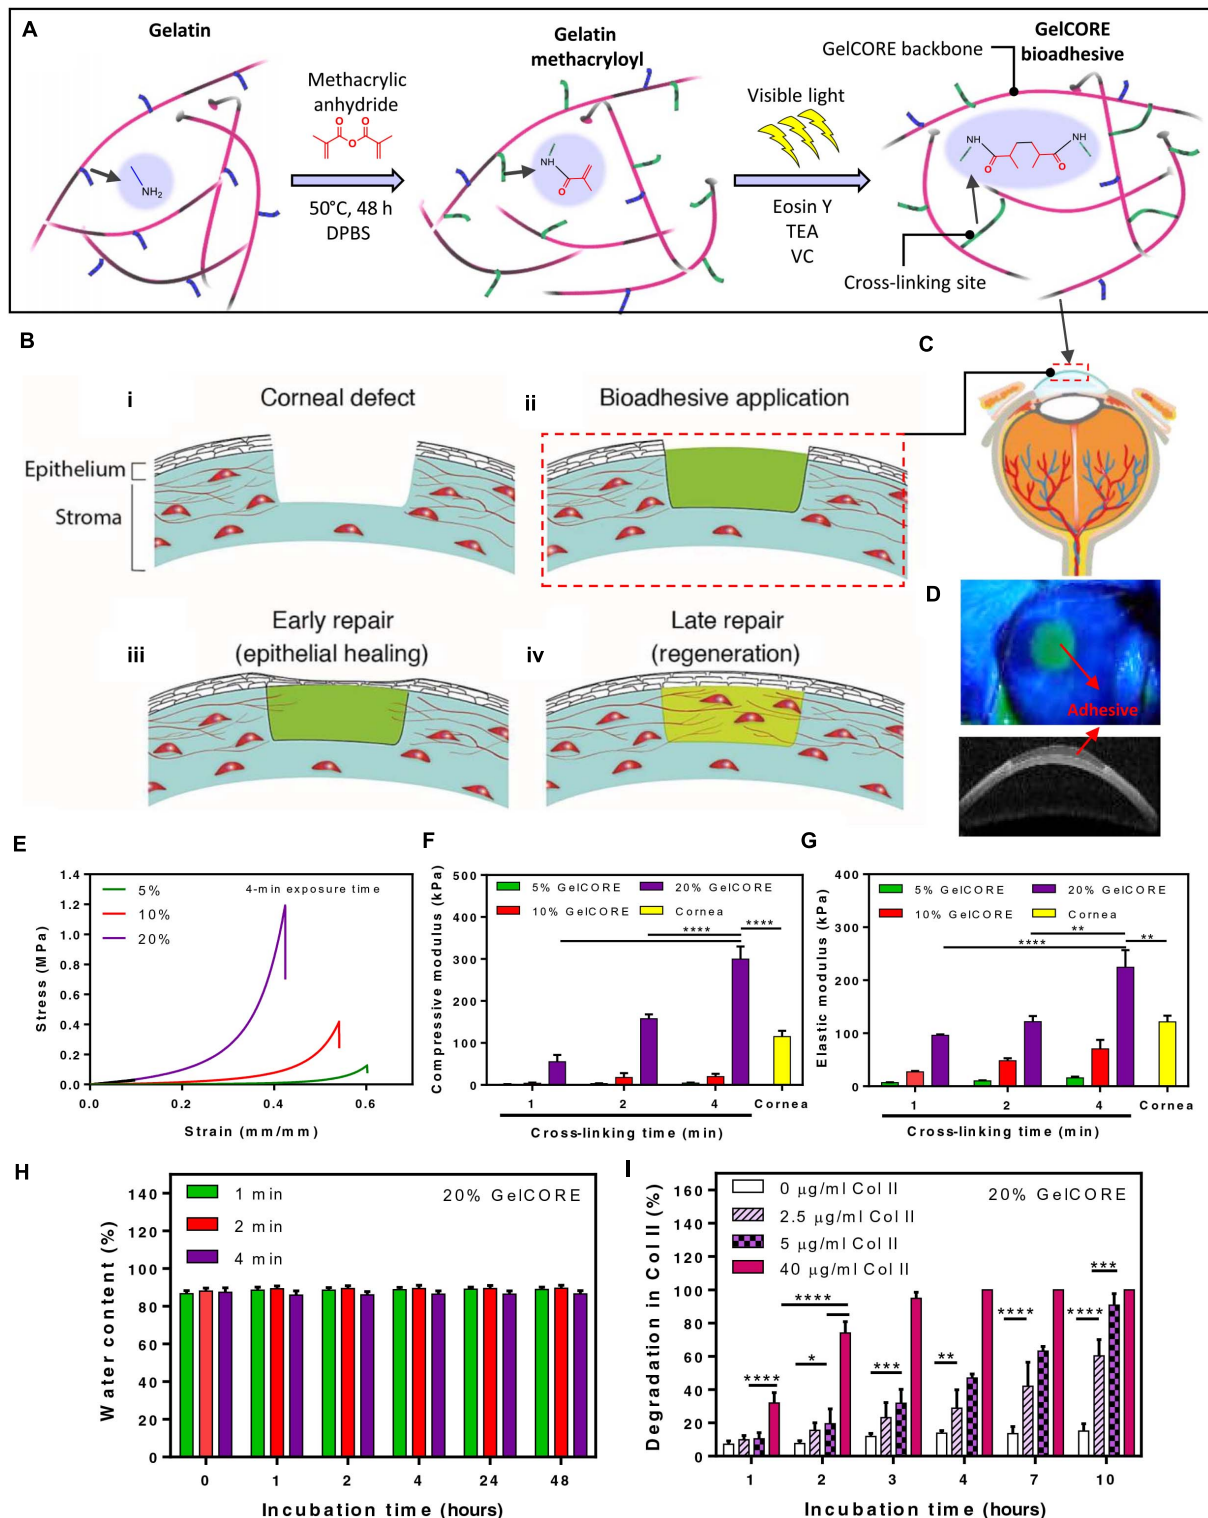 A
Gelatin
NH2
Methacrylic
anhydride
O O
O
50°C, 48 h
DPBS
Gelatin
methacryloyl
NH
O
Visible light
Eosin Y
TEA
VC
GelCORE backbone
GelCORE
bioadhesive
NH
O
O
NH
Cross-linking site
B
i
Corneal defect
Epithelium
Stroma
ii
Bioadhesive application
iii
Early repair
(epithelial healing)
iv
Late repair
(regeneration)
C
D
Adhesive
E
4-min exposure time
5%
10%
20%
Stress (MPa)
1.4
1.2
1.0
0.8
0.6
0.4
0.2
0.0
0.0 0.2 0.4 0.6
Strain (mm/mm)
F
Compressive modulus (kPa)
500
400
300
200
100
0
5% GelCORE
20% GelCORE
10% GelCORE
Cornea
**** ****
1 2 4 Cornea
Cross-linking time (min)
G
Elastic modulus (kPa)
400
300
200
100
0
5% GelCORE
20% GelCORE
10% GelCORE
Cornea
**
**** **
1 2 4 Cornea
Cross-linking time (min)
H
Water content (%)
140
120
100
80
60
40
20
0
1 min
2 min
4 min
20% GelCORE
0 1 2 4 24 48
Incubation time (hours)
I
Degradation in Col II (%)
160
140
120
100
80
60
40
20
0
0 µg/ml Col II
2.5 µg/ml Col II
5 µg/ml Col II
40 µg/ml Col II
20% GelCORE
****
****
*
***
**
****
****
***
1 2 3 4 7 10
Incubation time (hours)